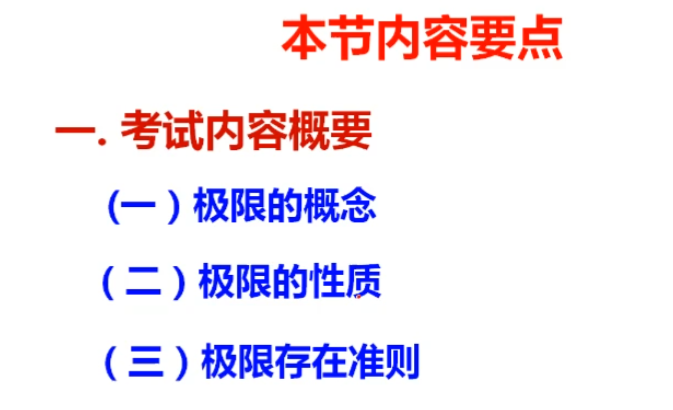 本节内容要点
一. 考试内容概要
(一）极限的概念
（二）极限的性质
（三）极限存在准则